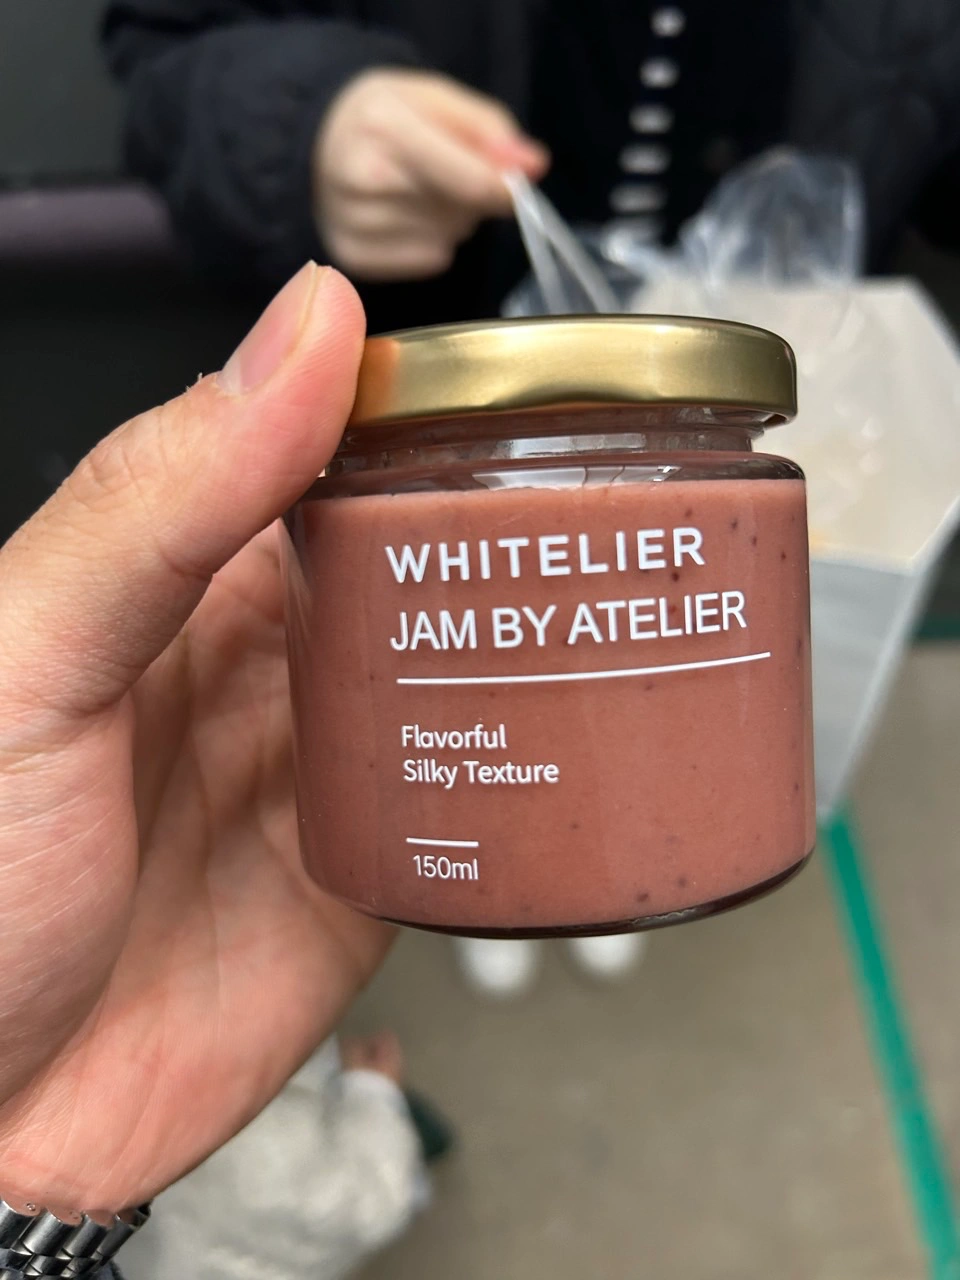 WHITELIER
JAM BY ATELIER
Flavorful
Silky Texture
150ml